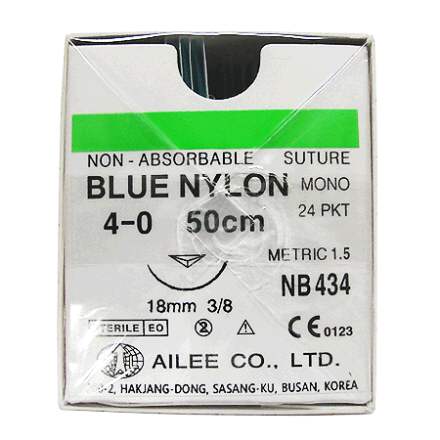 NON - ABSORBABLE SUTURE
BLUE NYLON MONO
4-0 50cm 24 PKT
METRIC 1.5
18mm 3/8 NB434
STERILE EO 2 CE 0123
AILEE CO., LTD.
HAKJANG-DONG, SASANG-KU, BUSAN, KOREA